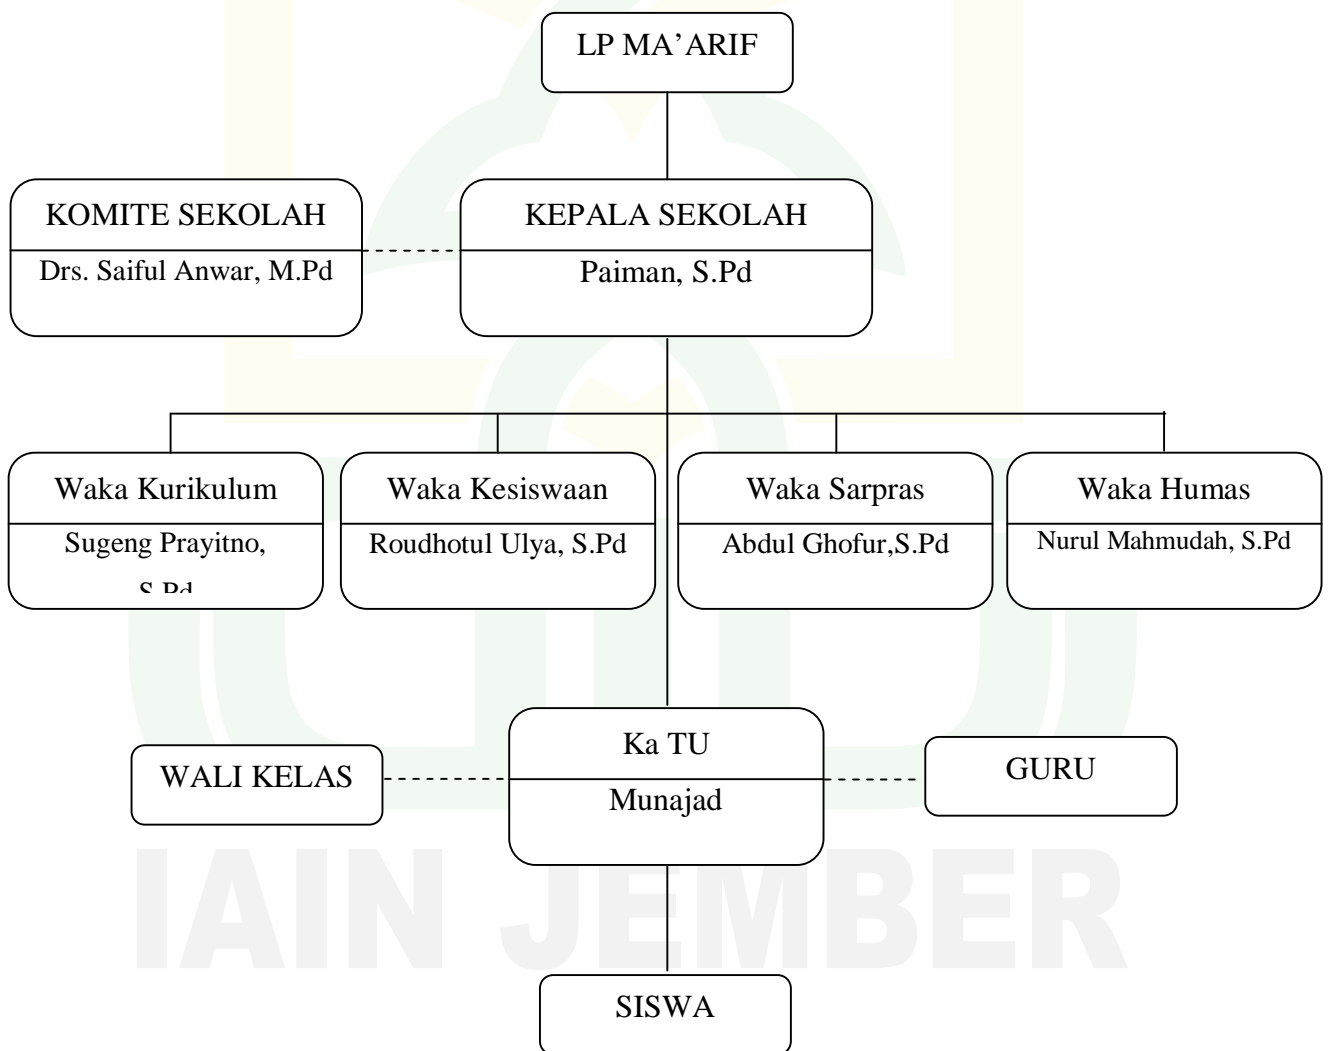 LP MA’ARIF
KOMITE SEKOLAH
Drs. Saiful Anwar, M.Pd
KEPALA SEKOLAH
Paiman, S.Pd
Waka Kurikulum
Sugeng Prayitno,
S.Pd
Waka Kesiswaan
Roudhotul Ulya, S.Pd
Waka Sarpras
Abdul Ghofur,S.Pd
Waka Humas
Nurul Mahmudah, S.Pd
WALI KELAS
Ka TU
Munajad
GURU
IAIN JEMBER
SISWA